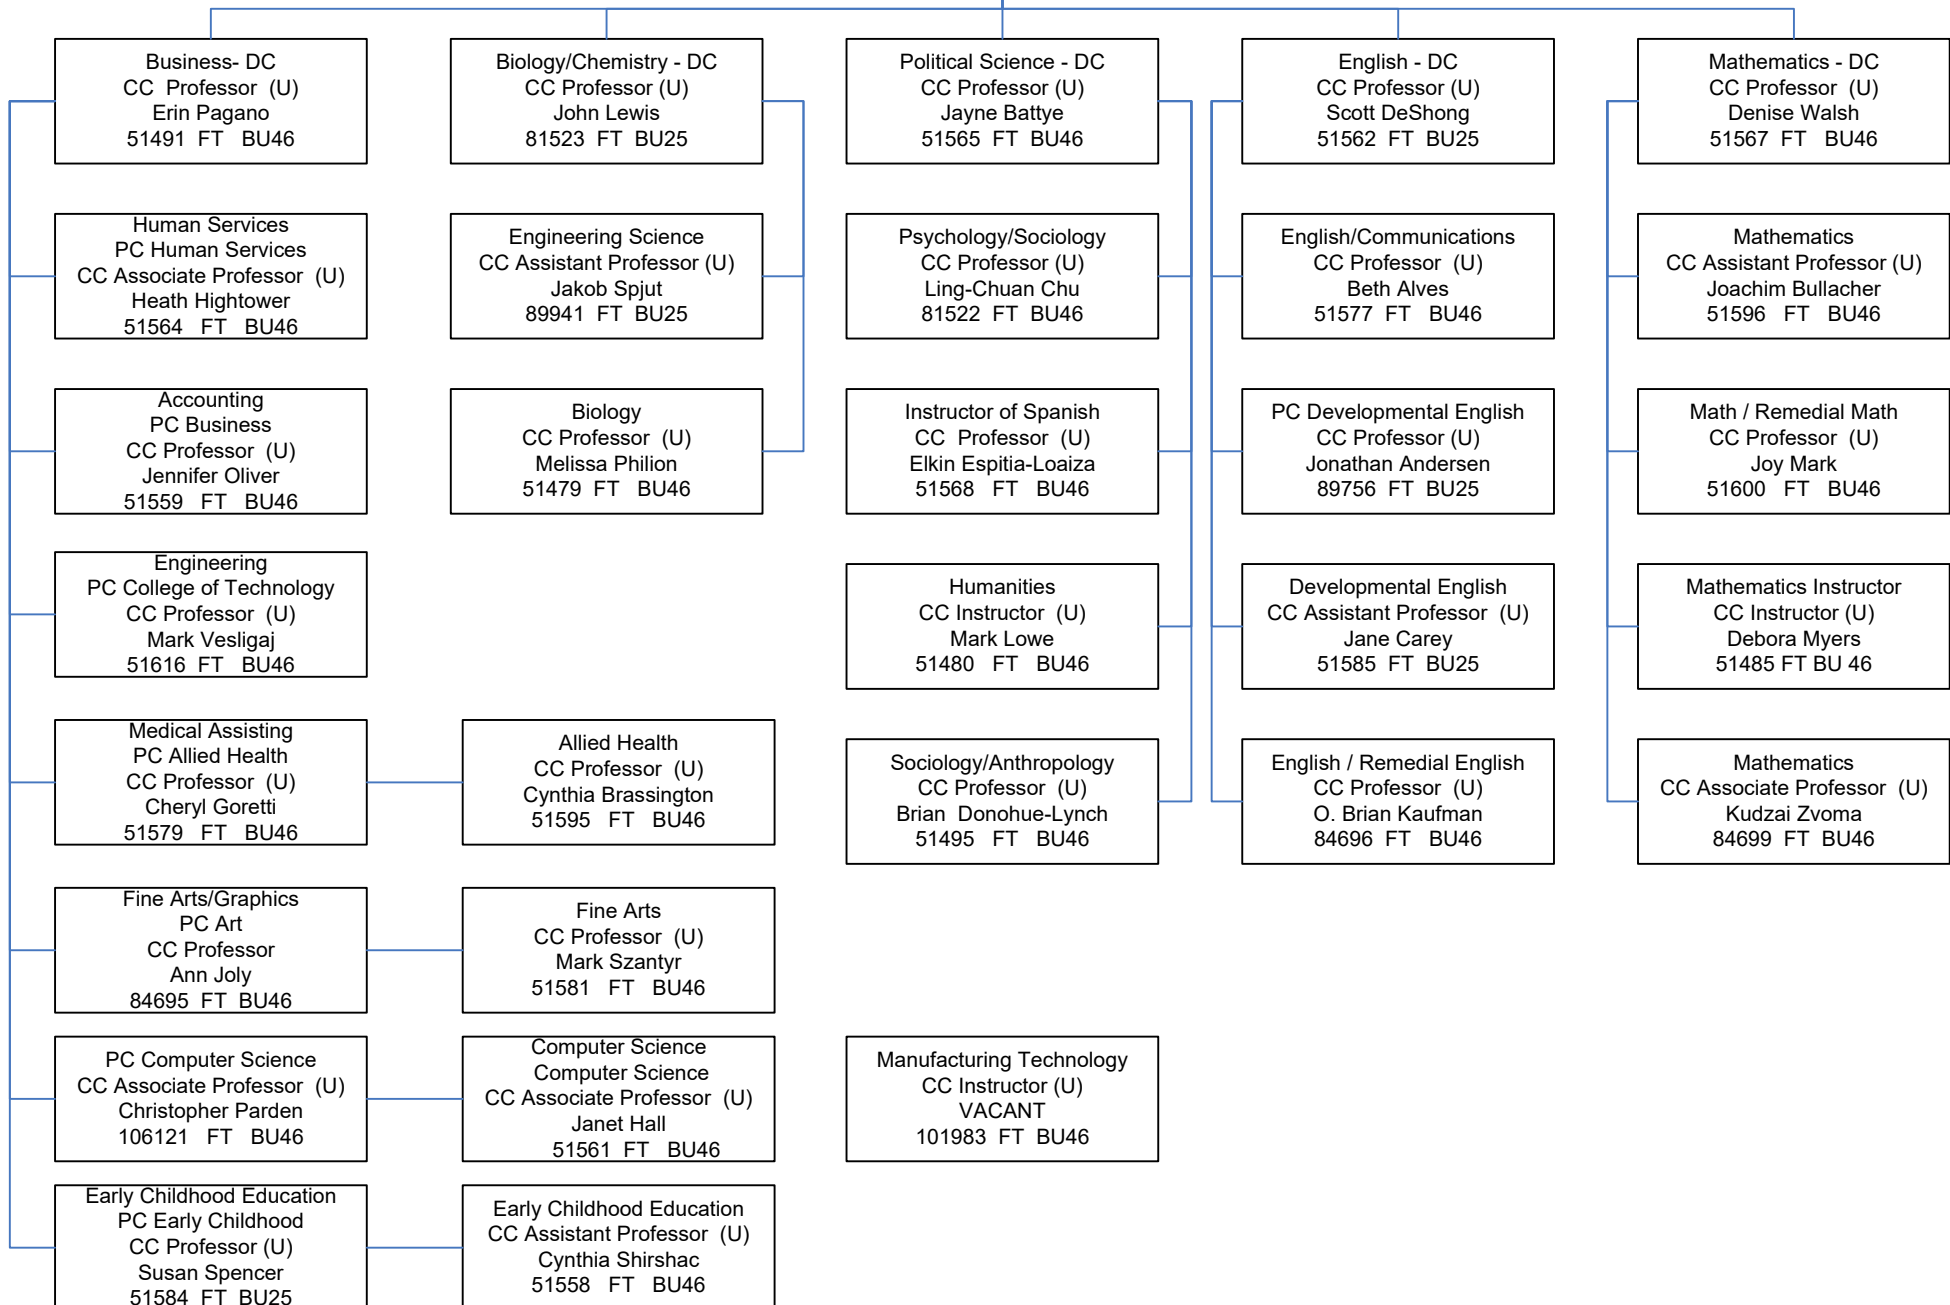 Business- DC
CC Professor (U)
Erin Pagano
51491 FT BU46
Biology/Chemistry - DC
CC Professor (U)
John Lewis
81523 FT BU25
Political Science - DC
CC Professor (U)
Jayne Battye
51565 FT BU46
English - DC
CC Professor (U)
Scott DeShong
51562 FT BU25
Mathematics - DC
CC Professor (U)
Denise Walsh
51567 FT BU46
Human Services
PC Human Services
CC Associate Professor (U)
Heath Hightower
51564 FT BU46
Engineering Science
CC Assistant Professor (U)
Jakob Spjut
89941 FT BU25
Psychology/Sociology
CC Professor (U)
Ling-Chuan Chu
81522 FT BU46
English/Communications
CC Professor (U)
Beth Alves
51577 FT BU46
Mathematics
CC Assistant Professor (U)
Joachim Bullacher
51596 FT BU46
Accounting
PC Business
CC Professor (U)
Jennifer Oliver
51559 FT BU46
Biology
CC Professor (U)
Melissa Philion
51479 FT BU46
Instructor of Spanish
CC Professor (U)
Elkin Espitia-Loaiza
51568 FT BU46
PC Developmental English
CC Professor (U)
Jonathan Andersen
89756 FT BU25
Math / Remedial Math
CC Professor (U)
Joy Mark
51600 FT BU46
Engineering
PC College of Technology
CC Professor (U)
Mark Vesligaj
51616 FT BU46
Humanities
CC Instructor (U)
Mark Lowe
51480 FT BU46
Developmental English
CC Assistant Professor (U)
Jane Carey
51585 FT BU25
Mathematics Instructor
CC Instructor (U)
Debora Myers
51485 FT BU 46
Medical Assisting
PC Allied Health
CC Professor (U)
Cheryl Goretti
51579 FT BU46
Allied Health
CC Professor (U)
Cynthia Brassington
51595 FT BU46
Sociology/Anthropology
CC Professor (U)
Brian Donohue-Lynch
51495 FT BU46
English / Remedial English
CC Professor (U)
O. Brian Kaufman
84696 FT BU46
Mathematics
CC Associate Professor (U)
Kudzai Zvoma
84699 FT BU46
Fine Arts/Graphics
PC Art
CC Professor
Ann Joly
84695 FT BU46
Fine Arts
CC Professor (U)
Mark Szantyr
51581 FT BU46
PC Computer Science
CC Associate Professor (U)
Christopher Parden
106121 FT BU46
Computer Science
Computer Science
CC Associate Professor (U)
Janet Hall
51561 FT BU46
Manufacturing Technology
CC Instructor (U)
VACANT
101983 FT BU46
Early Childhood Education
PC Early Childhood
CC Professor (U)
Susan Spencer
51584 FT BU25
Early Childhood Education
CC Assistant Professor (U)
Cynthia Shirshac
51558 FT BU46